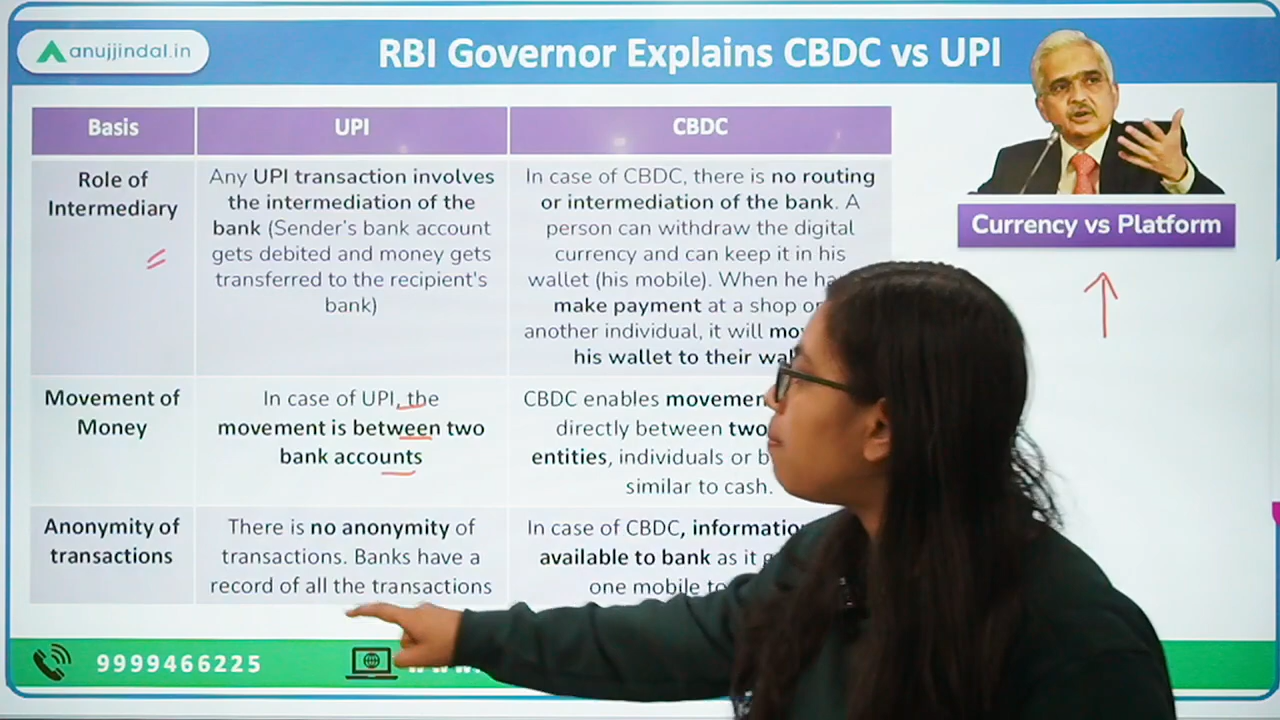 anujjindal.in
RBI Governor Explains CBDC vs UPI
Basis
UPI
CBDC
Role of
Intermediary
Any UPI transaction involves
the intermediation of the
bank (Sender's bank account
gets debited and money gets
transferred to the recipient's
bank)
In case of CBDC, there is no routing
or intermediation of the bank. A
person can withdraw the digital
currency and can keep it in his
wallet (his mobile). When he
make payment at a shop
another individual, it will
his wallet to their
Movement of
Money
In case of UPI, the
movement is between two
bank accounts
CBDC enables
directly between two
entities, individuals or
similar to cash.
Anonymity of
transactions
There is no anonymity of
transactions. Banks have a
record of all the transactions
In case of CBDC,
available to bank as it
one mobile
Currency vs Platform
9999466225